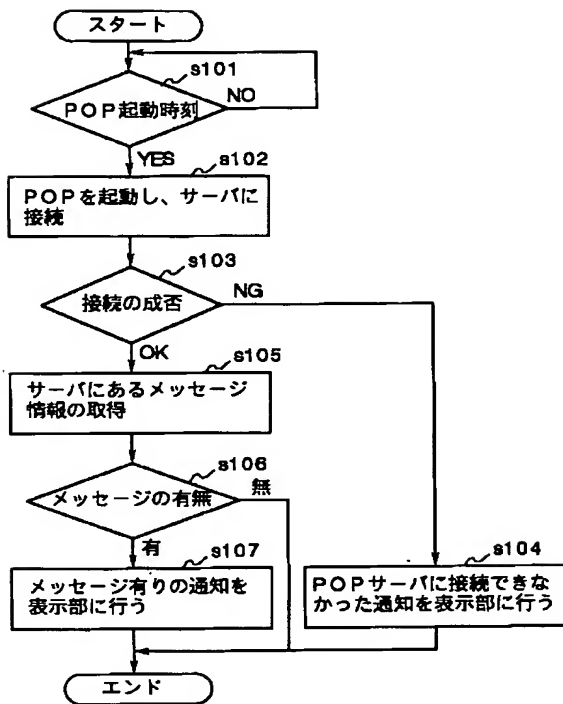 スタート
s101
POP起動時刻
NO
YES
s102
POPを起動し、サーバに
接続
s103
接続の成否
NG
OK
s105
サーバにあるメッセージ
情報の取得
s106
メッセージの有無
無
有
s107
メッセージ有りの通知を
表示部に行う
s104
POPサーバに接続できな
かった通知を表示部に行う
エンド